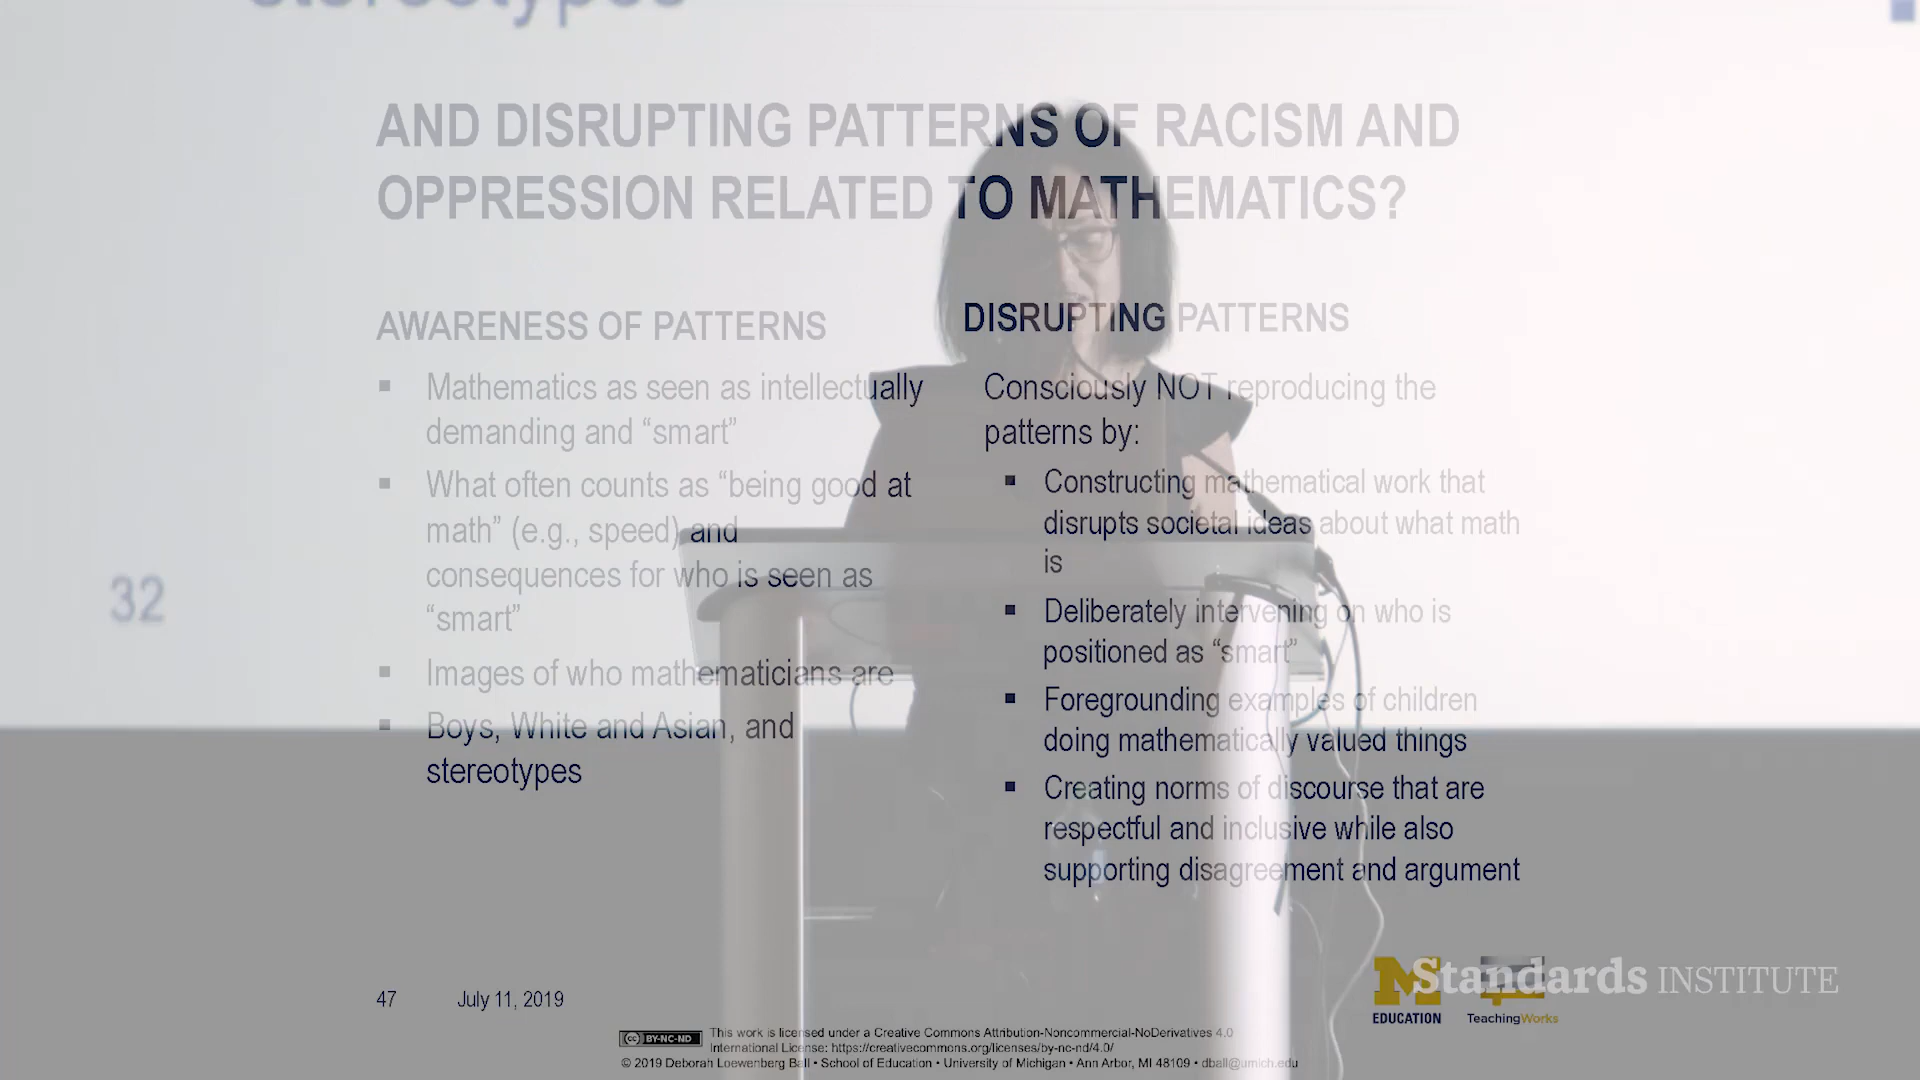 stereotypes
AND DISRUPTING PATTERNS OF RACISM AND
OPPRESSION RELATED TO MATHEMATICS?
AWARENESS OF PATTERNS
▪ Mathematics as seen as intellectually
demanding and “smart”
▪ What often counts as “being good at
math” (e.g., speed) and
consequences for who is seen as
“smart”
▪ Images of who mathematicians are
▪ Boys, White and Asian, and
stereotypes
DISRUPTING PATTERNS
Consciously NOT reproducing the
patterns by:
▪ Constructing mathematical work that
disrupts societal ideas about what math
is
▪ Deliberately intervening on who is
positioned as “smart”
▪ Foregrounding examples of children
doing mathematically valued things
▪ Creating norms of discourse that are
respectful and inclusive while also
supporting disagreement and argument
32
47 July 11, 2019
M
EDUCATION
TeachingWorks
Standards INSTITUTE
cc BY-NC-ND
This work is licensed under a Creative Commons Attribution-Noncommercial-NoDerivatives 4.0
International License: https://creativecommons.org/licenses/by-nc-nd/4.0/
© 2019 Deborah Loewenberg Ball • School of Education • University of Michigan • Ann Arbor, MI 48109 • dball@umich.edu